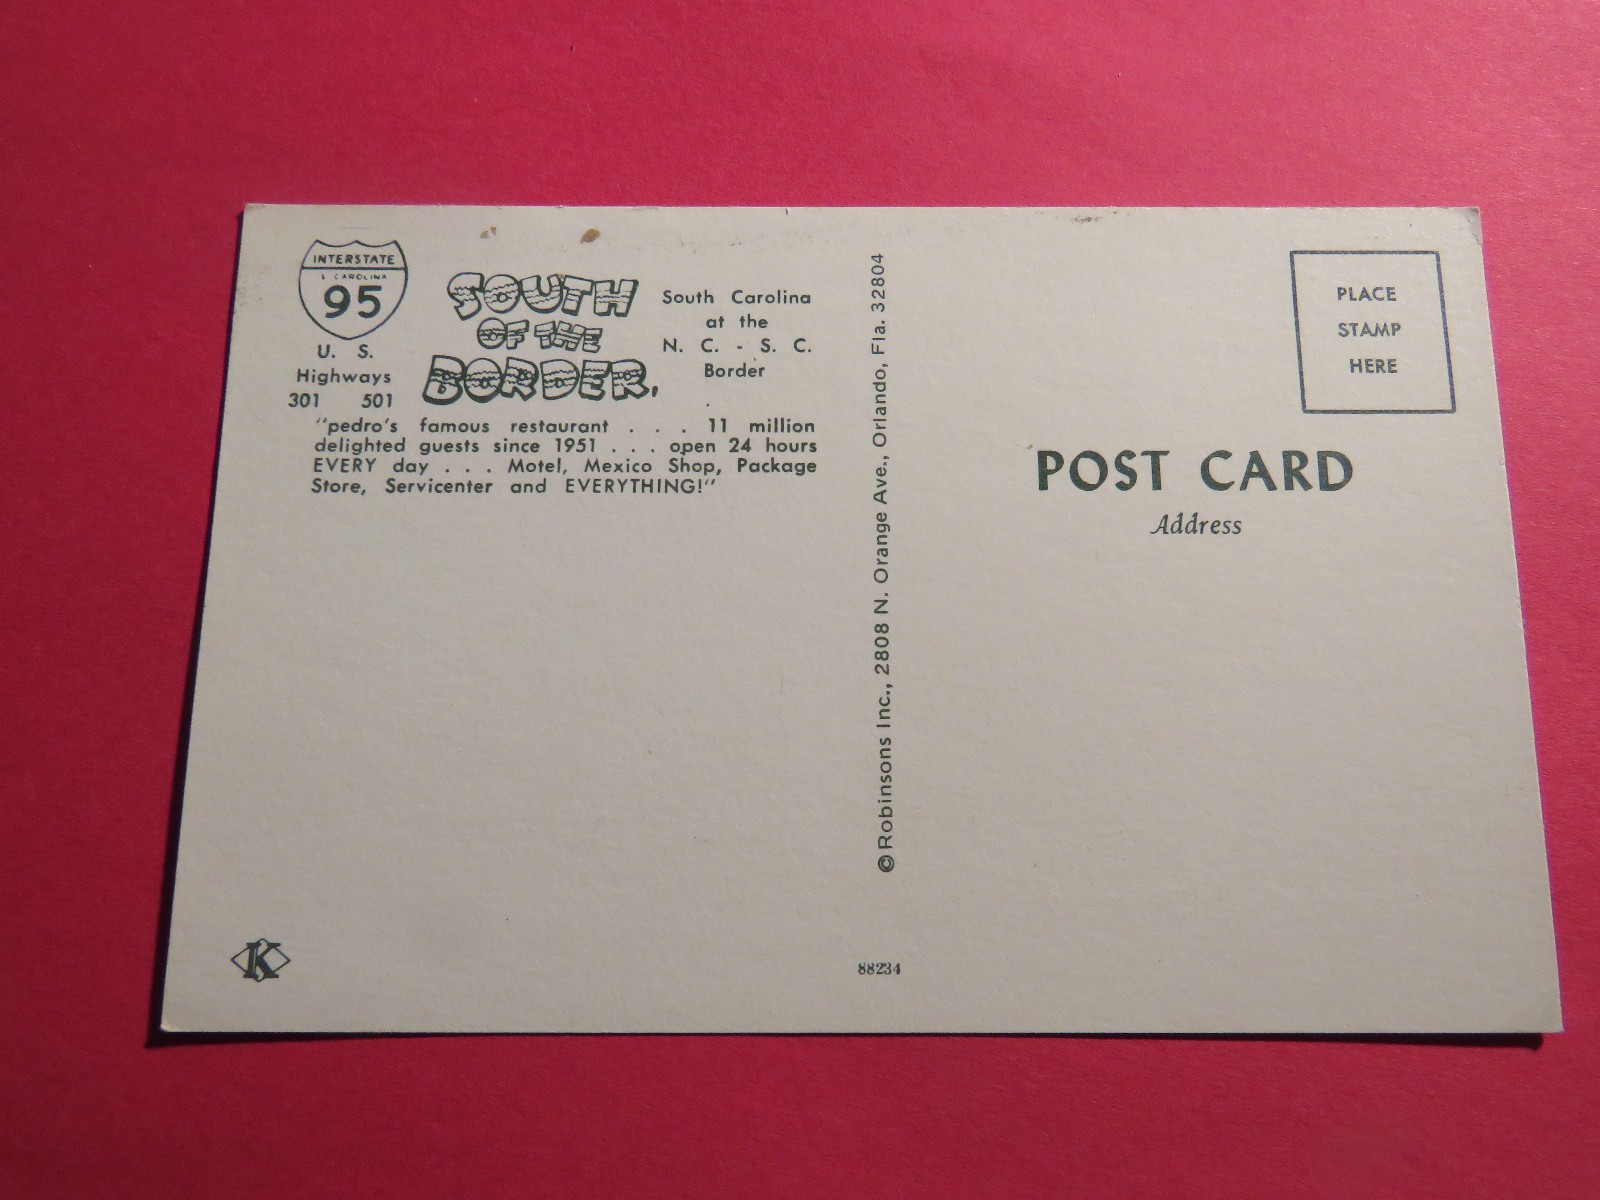 INTERSTATE
S CAROLINA
95
U. S.
Highways
301 501
SOUTH
OF THE
BORDER,
South Carolina
at the
N. C. - S. C.
Border
"pedro's famous restaurant . . . 11 million
delighted guests since 1951 . . . open 24 hours
EVERY day . . . Motel, Mexico Shop, Package
Store, Servicenter and EVERYTHING!"
K
© Robinsons Inc., 2808 N. Orange Ave., Orlando, Fla. 32804
88234
PLACE
STAMP
HERE
POST CARD
Address